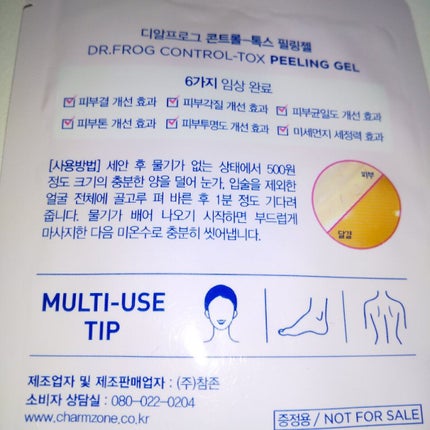 디알프로그 콘트롤-톡스 필링젤
DR.FROG CONTROL-TOX PEELING GEL
6가지 임상 완료
피부결 개선 효과 피부각질 개선 효과 피부균일도 개선 효과
피부톤 개선 효과 피부투명도 개선 효과 미세먼지 세정력 효과
[사용방법] 세안 후 물기가 없는 상태에서 500원
정도 크기의 충분한 양을 덜어 눈가, 입술을 제외한
얼굴 전체에 골고루 펴 바른 후 1분 정도 기다려
줍니다. 물기가 배어 나오기 시작하면 부드럽게
마사지한 다음 미온수로 충분히 씻어냅니다.
피부
달걀
MULTI-USE
TIP
제조업자 및 제조판매업자 : (주)참존
소비자 상담실 : 080-022-0204
www.charmzone.co.kr
증정용 / NOT FOR SALE